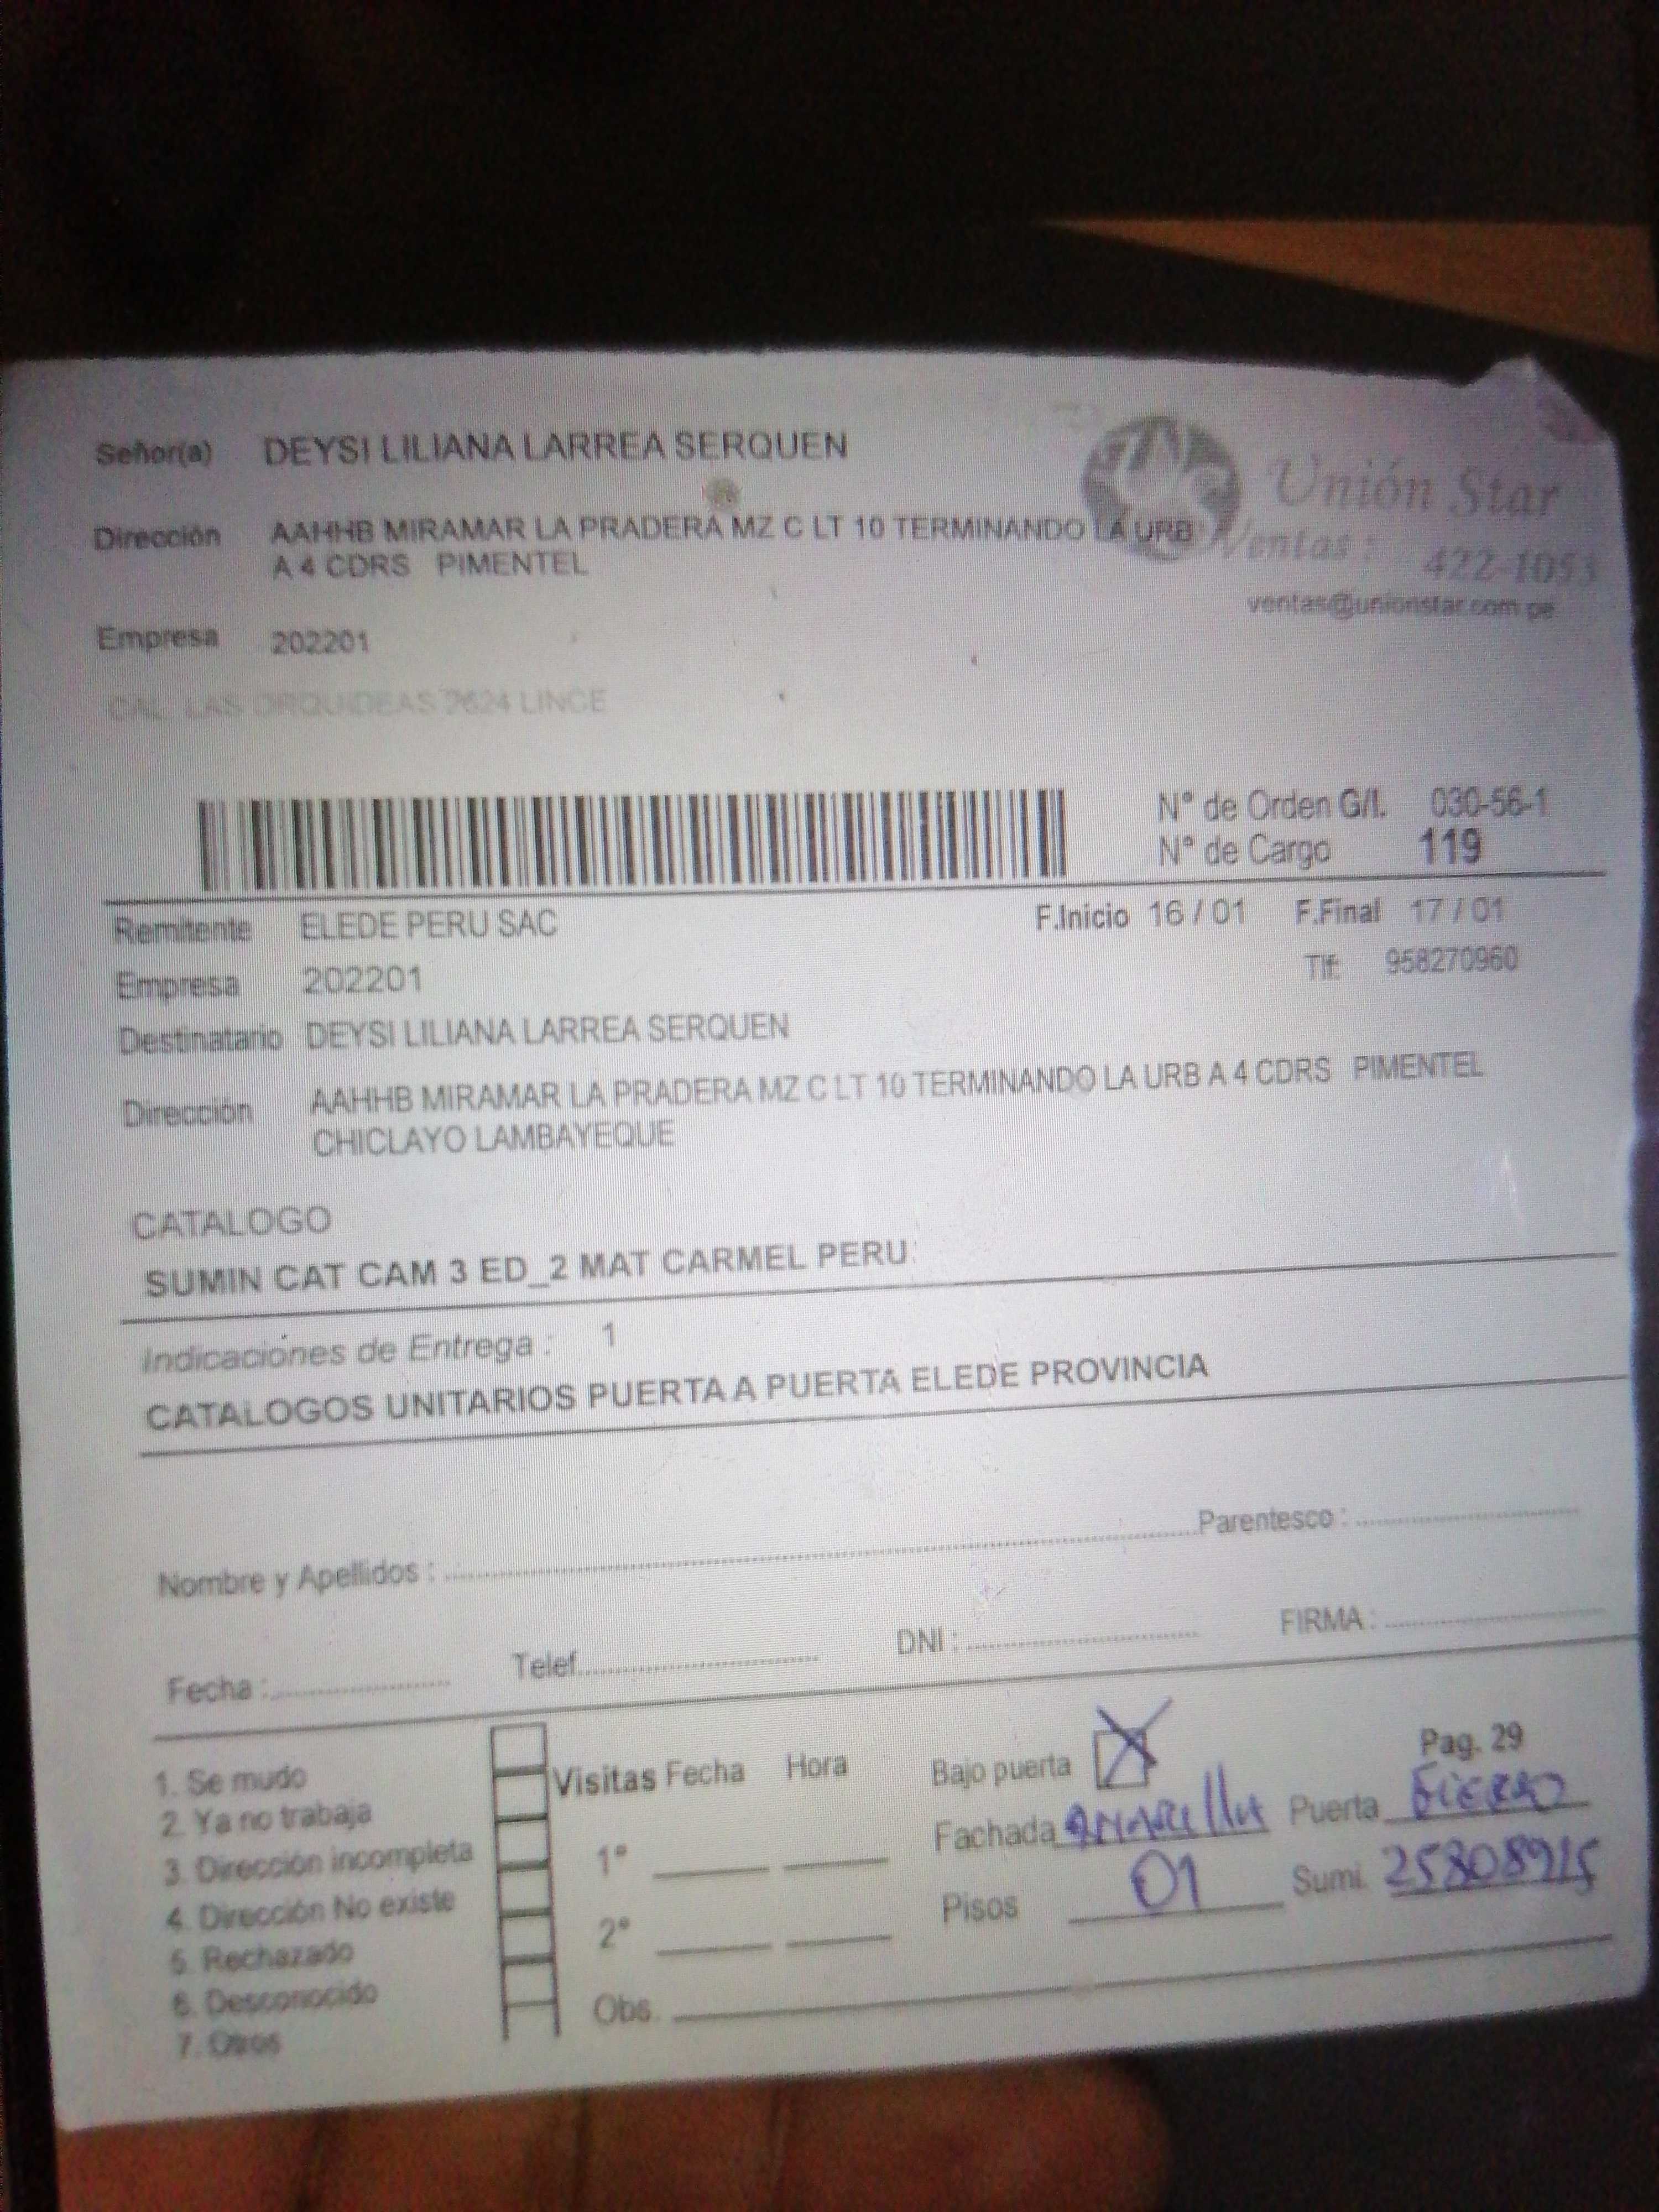 Señor(a) DEYSI LILIANA LARREA SERQUEN
Unión Star
Dirección AAHHB MIRAMAR LA PRADERA MZ C LT 10 TERMINANDO LA URB
A 4 CDRS PIMENTEL
Ventas : 422-1053
ventas@unionstar.com.pe
Empresa 202201
CAL. LAS ORQUIDEAS 2624 LINCE
N° de Orden G/I. 030-56-1
N° de Cargo 119
Remitente ELEDE PERU SAC F.Inicio 16 / 01 F.Final 17 / 01
Empresa 202201 Tlf: 958270960
Destinatario DEYSI LILIANA LARREA SERQUEN
Dirección AAHHB MIRAMAR LA PRADERA MZ C LT 10 TERMINANDO LA URB A 4 CDRS PIMENTEL
CHICLAYO LAMBAYEQUE
CATALOGO
SUMIN CAT CAM 3 ED_2 MAT CARMEL PERU
Indicaciones de Entrega : 1
CATALOGOS UNITARIOS PUERTA A PUERTA ELEDE PROVINCIA
Nombre y Apellidos : Parentesco :
Fecha : Telef. DNI : FIRMA :
1. Se mudo
2. Ya no trabaja
3. Dirección incompleta
4. Dirección No existe
5. Rechazado
6. Desconocido
7. Otros
Visitas Fecha Hora
1°
2°
Obs.
Bajo puerta X Pag. 29
Fachada amarilla Puerta Fierro
Pisos 01 Sumi. 25808915